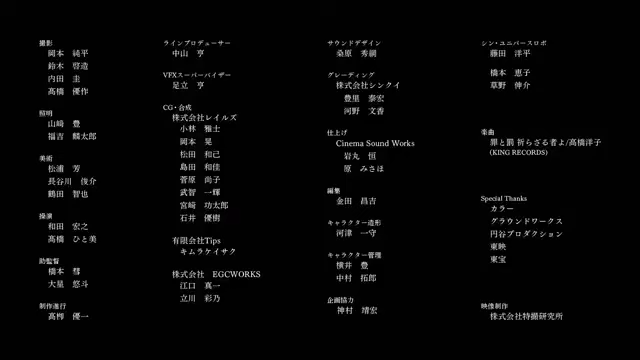 撮影
岡本 純平
鈴木 啓造
内田 圭
髙橋 優作
照明
山﨑 豊
福吉 麟太郎
美術
松浦 芳
長谷川 俊介
鶴田 智也
操演
和田 宏之
髙橋 ひと美
助監督
橋本 彗
大星 悠斗
制作進行
髙栁 優一
ラインプロデューサー
中山 亨
VFXスーパーバイザー
足立 亨
CG・合成
株式会社レイルズ
小林 雅士
岡本 晃
松田 和己
島田 和佳
菅原 尚子
武智 一輝
宮﨑 功太郎
石井 優樹
有限会社Tips
キムラケイサク
株式会社 EGCWORKS
江口 真一
立川 彩乃
サウンドデザイン
桑原 秀綱
グレーディング
株式会社シンクイ
豊里 泰宏
河野 文香
仕上げ
Cinema Sound Works
岩丸 恒
原 みさほ
編集
金田 昌吉
キャラクター造形
河津 一守
キャラクター管理
横井 豊
中村 拓郎
企画協力
神村 靖宏
シン・ユニバースロボ
藤田 洋平
橋本 恵子
草野 伸介
楽曲
罪と罰 祈らざる者よ/高橋洋子
(KING RECORDS)
Special Thanks
カラー
グラウンドワークス
円谷プロダクション
東映
東宝
映像制作
株式会社特撮研究所